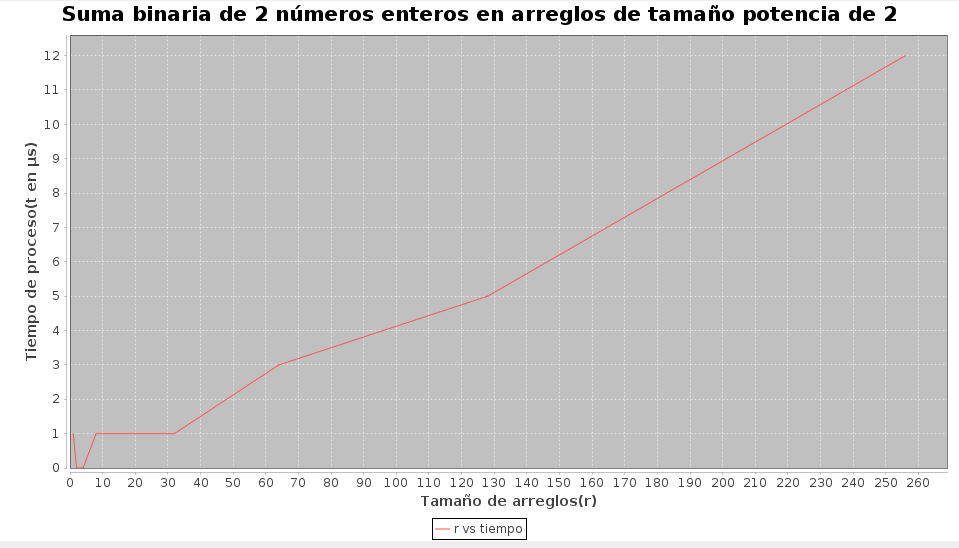 Suma binaria de 2 números enteros en arreglos de tamaño potencia de 2
12
11
10
9
8
7
6
5
4
3
2
1
0
Tiempo de proceso(t en µs)
0 10 20 30 40 50 60 70 80 90 100 110 120 130 140 150 160 170 180 190 200 210 220 230 240 250 260
Tamaño de arreglos(r)
r vs tiempo